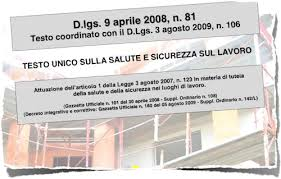 D.lgs. 9 aprile 2008, n. 81
Testo coordinato con il D.Lgs. 3 agosto 2009, n. 106
TESTO UNICO SULLA SALUTE E SICUREZZA SUL LAVORO
Attuazione dell'articolo 1 della Legge 3 agosto 2007, n. 123 in materia di tutela
della salute e della sicurezza nei luoghi di lavoro.
(Gazzetta Ufficiale n. 101 del 30 aprile 2008 - Suppl. Ordinario n. 108)
(Decreto integrativo e correttivo: Gazzetta Ufficiale n. 180 del 05 agosto 2009 - Suppl. Ordinario n. 142/L)